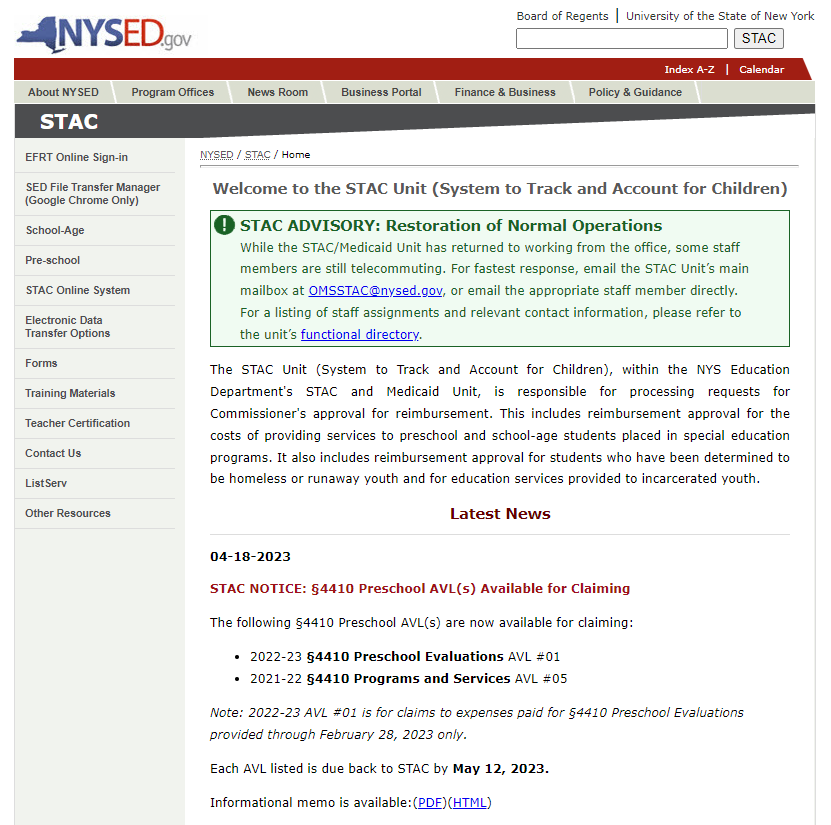 NYSED.gov
Board of Regents | University of the State of New York
STAC
Index A-Z | Calendar
About NYSED Program Offices News Room Business Portal Finance & Business Policy & Guidance
STAC
EFRT Online Sign-in
SED File Transfer Manager
(Google Chrome Only)
School-Age
Pre-school
STAC Online System
Electronic Data
Transfer Options
Forms
Training Materials
Teacher Certification
Contact Us
ListServ
Other Resources
NYSED / STAC / Home
Welcome to the STAC Unit (System to Track and Account for Children)
STAC ADVISORY: Restoration of Normal Operations
While the STAC/Medicaid Unit has returned to working from the office, some staff
members are still telecommuting. For fastest response, email the STAC Unit’s main
mailbox at OMSSTAC@nysed.gov, or email the appropriate staff member directly.
For a listing of staff assignments and relevant contact information, please refer to
the unit’s functional directory.
The STAC Unit (System to Track and Account for Children), within the NYS Education
Department's STAC and Medicaid Unit, is responsible for processing requests for
Commissioner's approval for reimbursement. This includes reimbursement approval for the
costs of providing services to preschool and school-age students placed in special education
programs. It also includes reimbursement approval for students who have been determined to
be homeless or runaway youth and for education services provided to incarcerated youth.
Latest News
04-18-2023
STAC NOTICE: §4410 Preschool AVL(s) Available for Claiming
The following §4410 Preschool AVL(s) are now available for claiming:
• 2022-23 §4410 Preschool Evaluations AVL #01
• 2021-22 §4410 Programs and Services AVL #05
Note: 2022-23 AVL #01 is for claims to expenses paid for §4410 Preschool Evaluations
provided through February 28, 2023 only.
Each AVL listed is due back to STAC by May 12, 2023.
Informational memo is available:(PDF)(HTML)